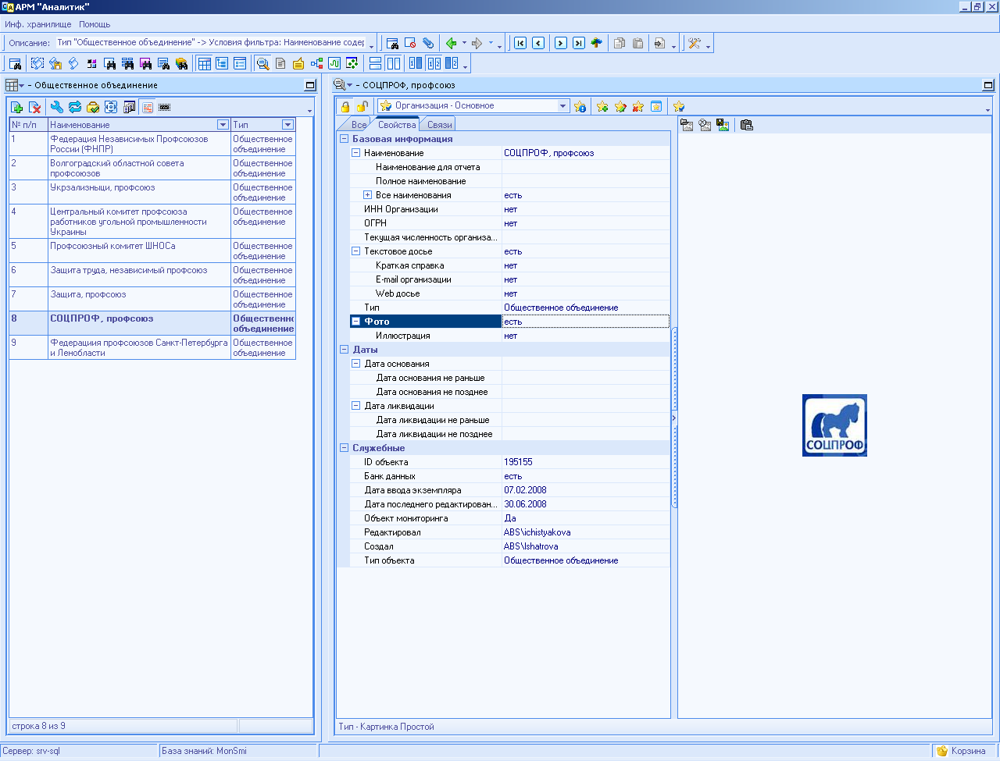 АРМ "Аналитик"
Инф. хранилище Помощь
Описание: Тип "Общественное объединение" -> Условия фильтра: Наименование содер
– Общественное объединение
№ п/п Наименование Тип
1 Федерация Независимых Профсоюзов Общественное
России (ФНПР) объединение
2 Волгоградский областной совета Общественное
профсоюзов объединение
3 Укрзализныци, профсоюз Общественное
объединение
4 Центральный комитет профсоюза Общественное
работников угольной промышленности объединение
Украины
5 Профсоюзный комитет ШНОСа Общественное
объединение
6 Защита труда, независимый профсоюз Общественное
объединение
7 Защита, профсоюз Общественное
объединение
8 СОЦПРОФ, профсоюз Общественно
объединение
9 Федерациия профсоюзов Санкт-Петербурга Общественное
и Ленобласти объединение
строка 8 из 9
– СОЦПРОФ, профсоюз
Организация - Основное
Все Свойства Связи
Базовая информация
Наименование СОЦПРОФ, профсоюз
Наименование для отчета
Полное наименование
Все наименования есть
ИНН Организации нет
ОГРН нет
Текущая численность организа...
Текстовое досье есть
Краткая справка нет
E-mail организации нет
Web досье нет
Тип Общественное объединение
Фото есть
Иллюстрация нет
Даты
Дата основания
Дата основания не раньше
Дата основания не позднее
Дата ликвидации
Дата ликвидации не раньше
Дата ликвидации не позднее
Служебные
ID объекта 195155
Банк данных есть
Дата ввода экземпляра 07.02.2008
Дата последнего редактирован... 30.06.2008
Объект мониторинга Да
Редактировал ABS\ichistyakova
Создал ABS\lshatrova
Тип объекта Общественное объединение
СОЦПРОФ
Тип - Картинка Простой
Сервер: srv-sql База знаний: MonSmi Корзина